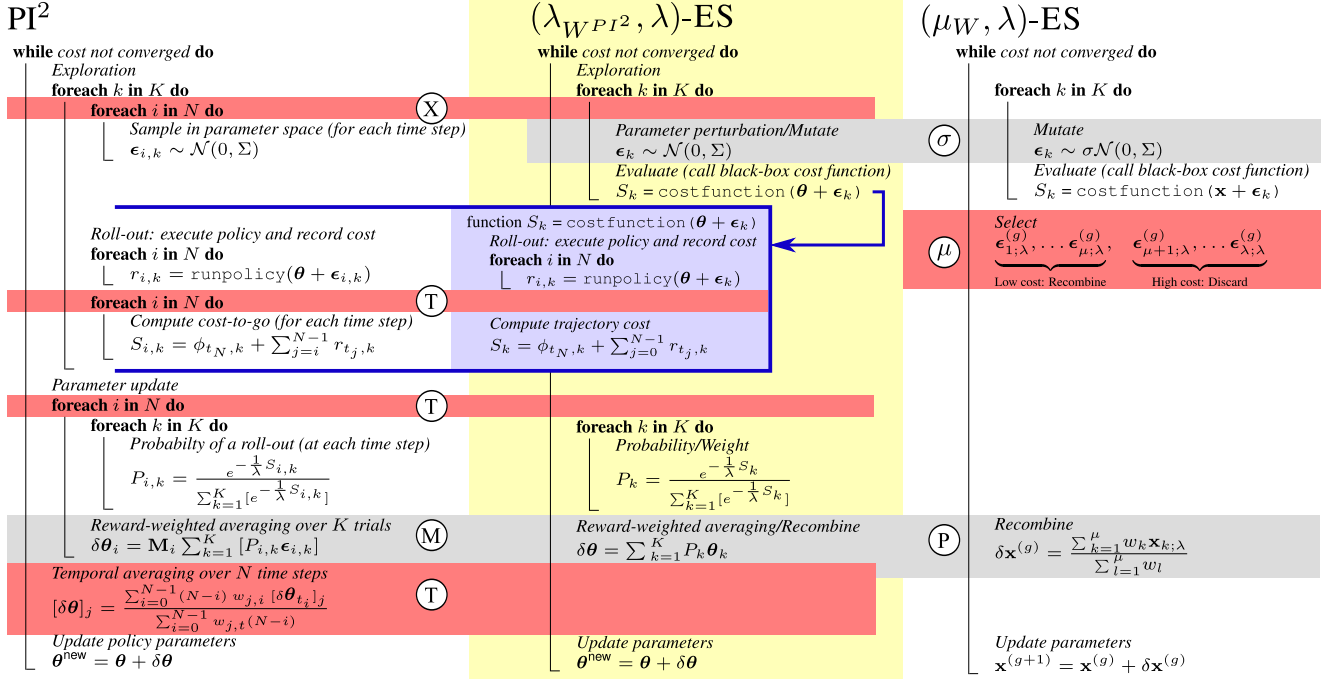 PI²
while cost not converged do
Exploration
foreach k in K do
foreach i in N do
X
Sample in parameter space (for each time step)
ϵ_{i,k} ∼ N(0, Σ)
Roll-out: execute policy and record cost
foreach i in N do
r_{i,k} = runpolicy(θ + ϵ_{i,k})
foreach i in N do
T
Compute cost-to-go (for each time step)
S_{i,k} = ϕ_{t_N,k} + ∑_{j=i}^{N−1} r_{t_j,k}
Parameter update
foreach i in N do
T
foreach k in K do
Probabilty of a roll-out (at each time step)
P_{i,k} = e^{−\frac{1}{λ} S_{i,k}} / ∑_{k=1}^{K} [e^{−\frac{1}{λ} S_{i,k}}]
Reward-weighted averaging over K trials
M
δθ_i = M_i ∑_{k=1}^{K} [P_{i,k} ϵ_{i,k}]
Temporal averaging over N time steps
T
[δθ]_j = ∑_{i=0}^{N−1} (N−i) w_{j,i} [δθ_{t_i}]_j / ∑_{i=0}^{N−1} w_{j,t}(N−i)
Update policy parameters
θ^{new} = θ + δθ
(λ_{W^{PI²}}, λ)-ES
while cost not converged do
Exploration
foreach k in K do
Parameter perturbation/Mutate
ϵ_k ∼ N(0, Σ)
Evaluate (call black-box cost function)
S_k = costfunction(θ + ϵ_k)
function S_k = costfunction(θ + ϵ_k)
Roll-out: execute policy and record cost
foreach i in N do
r_{i,k} = runpolicy(θ + ϵ_k)
Compute trajectory cost
S_k = ϕ_{t_N,k} + ∑_{j=0}^{N−1} r_{t_j,k}
foreach k in K do
Probability/Weight
P_k = e^{−\frac{1}{λ} S_k} / ∑_{k=1}^{K} [e^{−\frac{1}{λ} S_k}]
Reward-weighted averaging/Recombine
δθ = ∑_{k=1}^{K} P_k θ_k
Update parameters
θ^{new} = θ + δθ
(μ_W, λ)-ES
while cost not converged do
foreach k in K do
σ
Mutate
ϵ_k ∼ σN(0, Σ)
Evaluate (call black-box cost function)
S_k = costfunction(x + ϵ_k)
μ
Select
ϵ_{1;λ}^{(g)}, . . . ϵ_{μ;λ}^{(g)}, ϵ_{μ+1;λ}^{(g)}, . . . ϵ_{λ;λ}^{(g)}
Low cost: Recombine High cost: Discard
P
Recombine
δx^{(g)} = ∑_{k=1}^{μ} w_k x_{k;λ} / ∑_{l=1}^{μ} w_l
Update parameters
x^{(g+1)} = x^{(g)} + δx^{(g)}